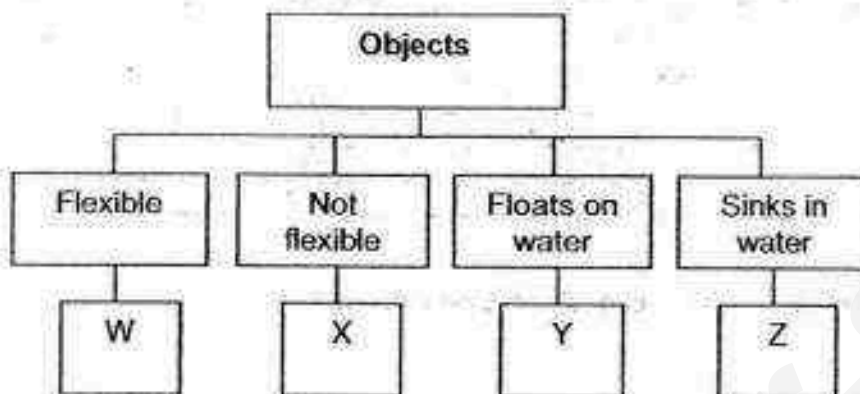 Objects
Flexible
Not
flexible
Floats on
water
Sinks in
water
W
X
Y
Z